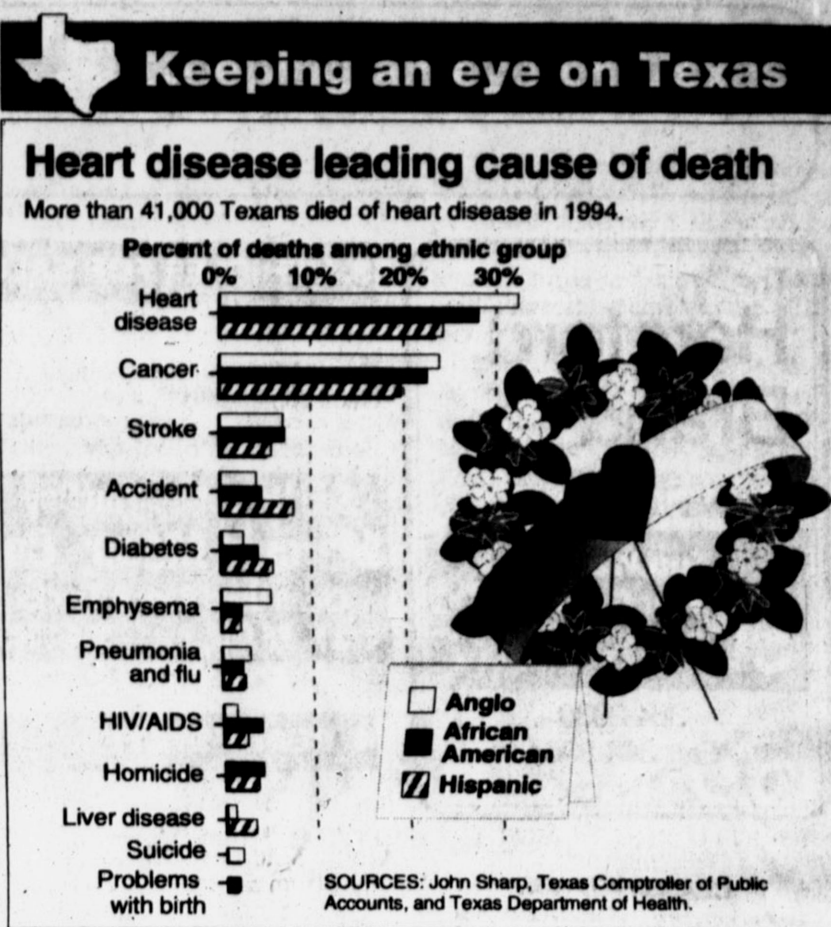 Keeping an eye on Texas
Heart disease leading cause of death
More than 41,000 Texans died of heart disease in 1994.
Percent of deaths among ethnic group
0% 10% 20% 30%
Heart
disease
Cancer
Stroke
Accident
Diabetes
Emphysema
Pneumonia
and flu
HIV/AIDS
Homicide
Liver disease
Suicide
Problems
with birth
Anglo
African
American
Hispanic
SOURCES: John Sharp, Texas Comptroller of Public
Accounts, and Texas Department of Health.